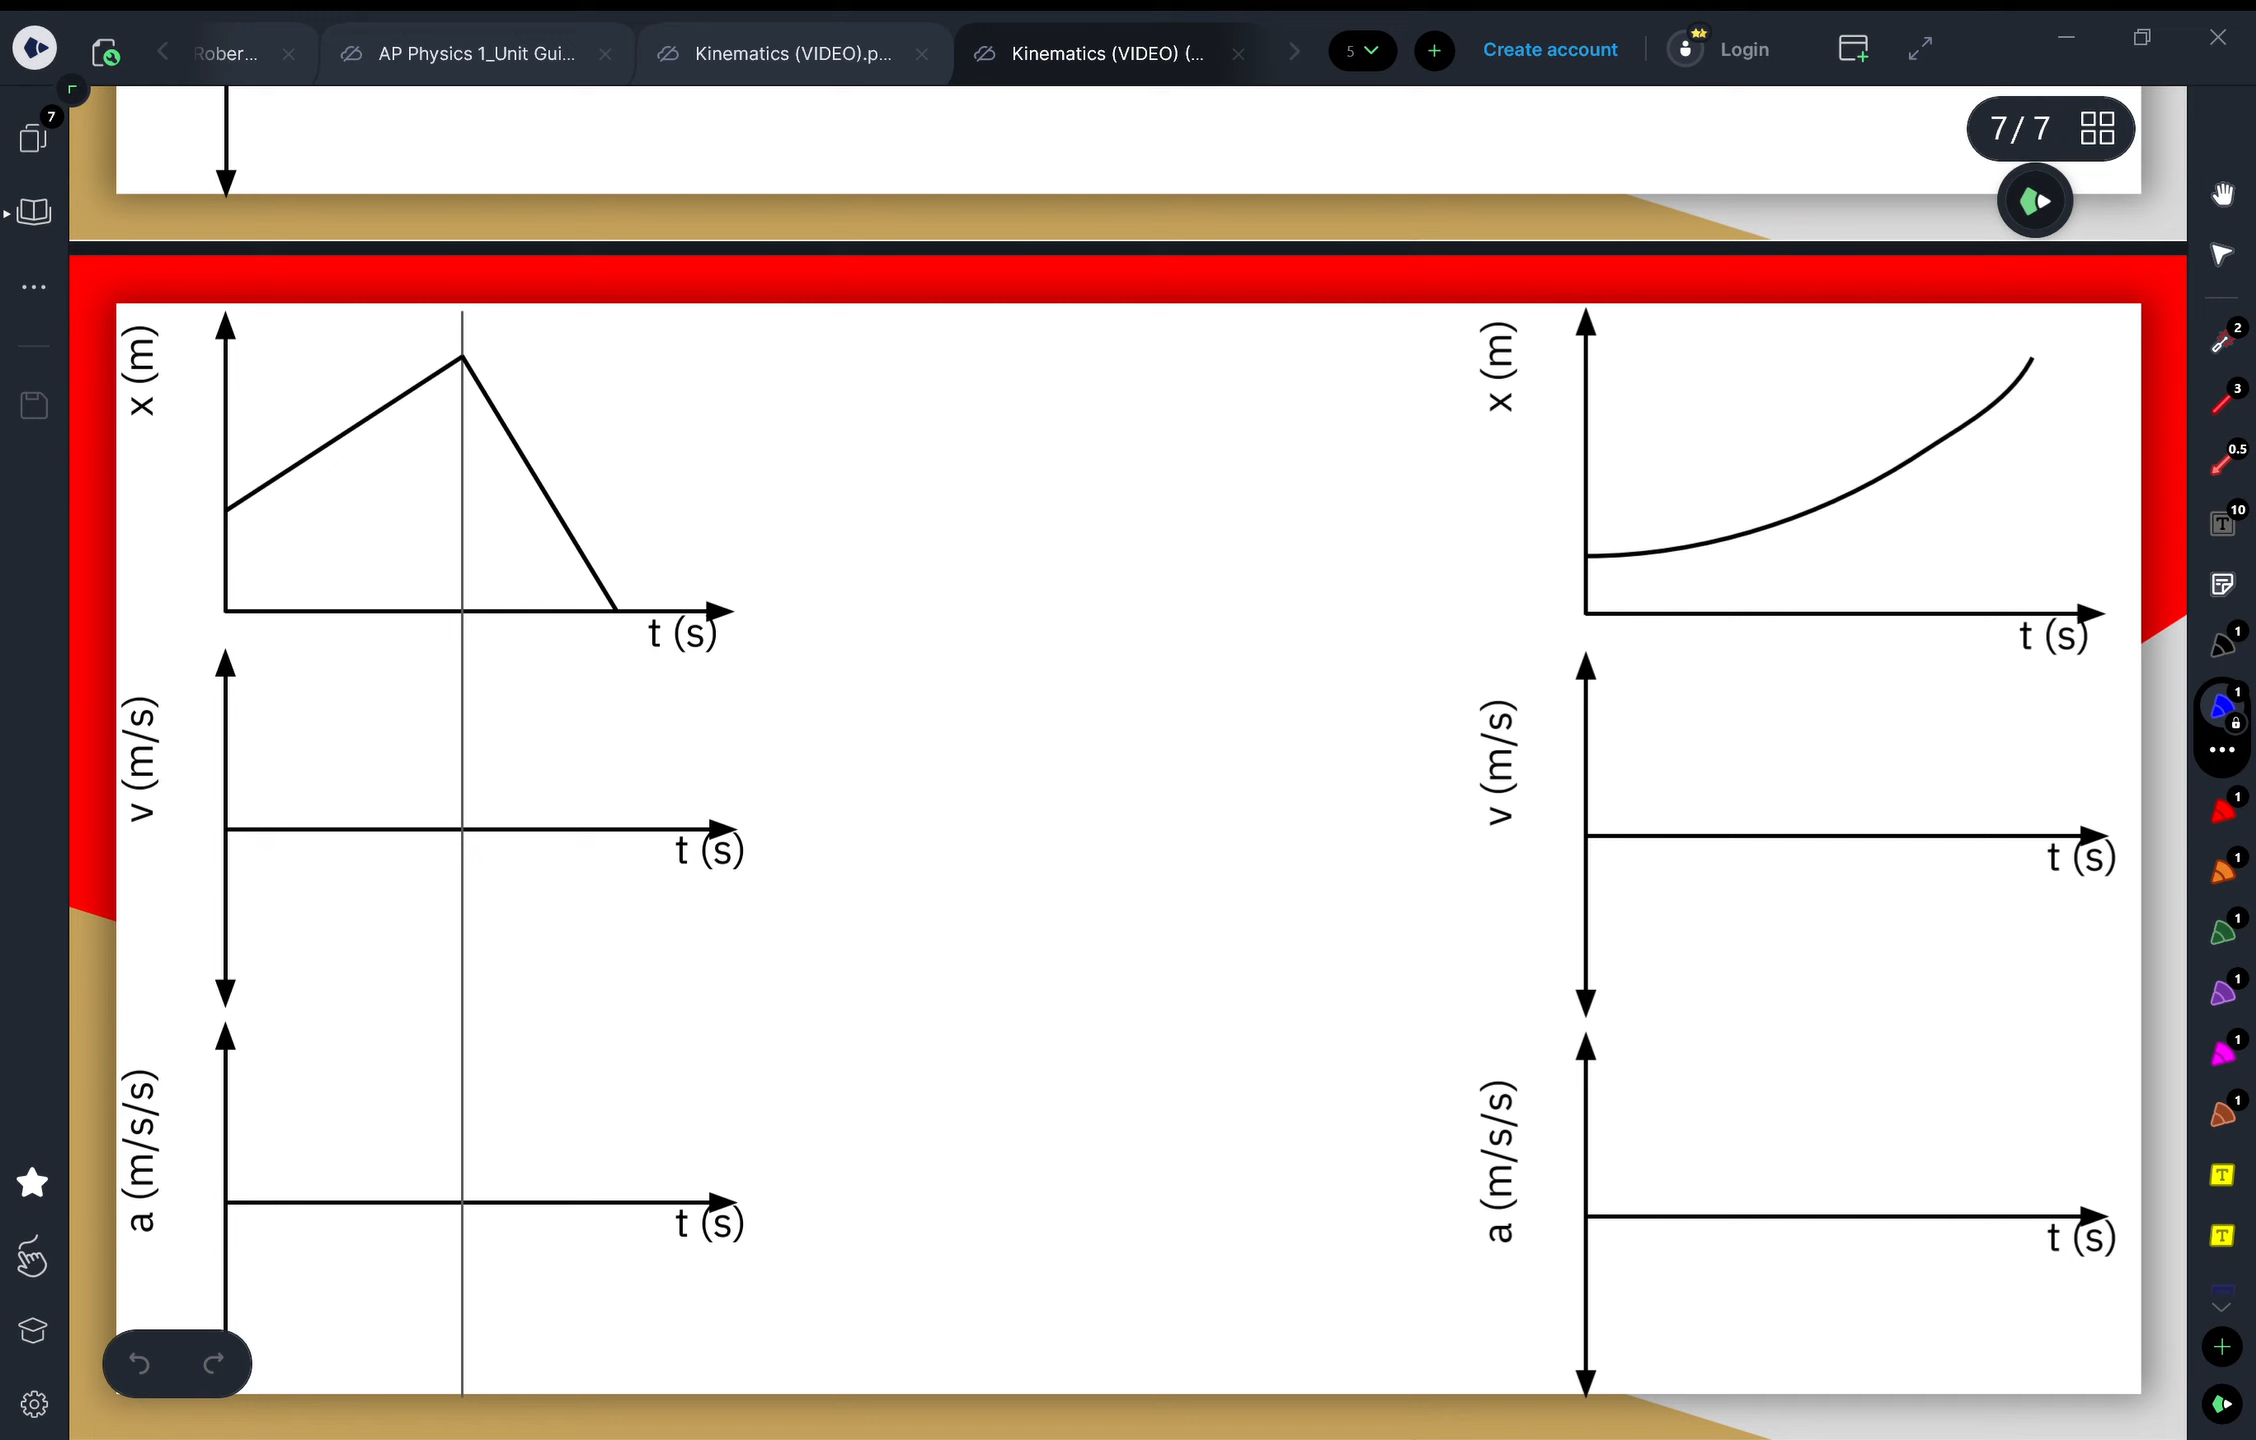 Rober...
AP Physics 1_Unit Gui...
Kinematics (VIDEO).p...
Kinematics (VIDEO) (...
5
Create account
Login
7
7/7
x (m)
t (s)
v (m/s)
t (s)
a (m/s/s)
t (s)
x (m)
t (s)
v (m/s)
t (s)
a (m/s/s)
t (s)
2
3
0.5
T
10
1
1
1
1
1
1
1
1
T
T